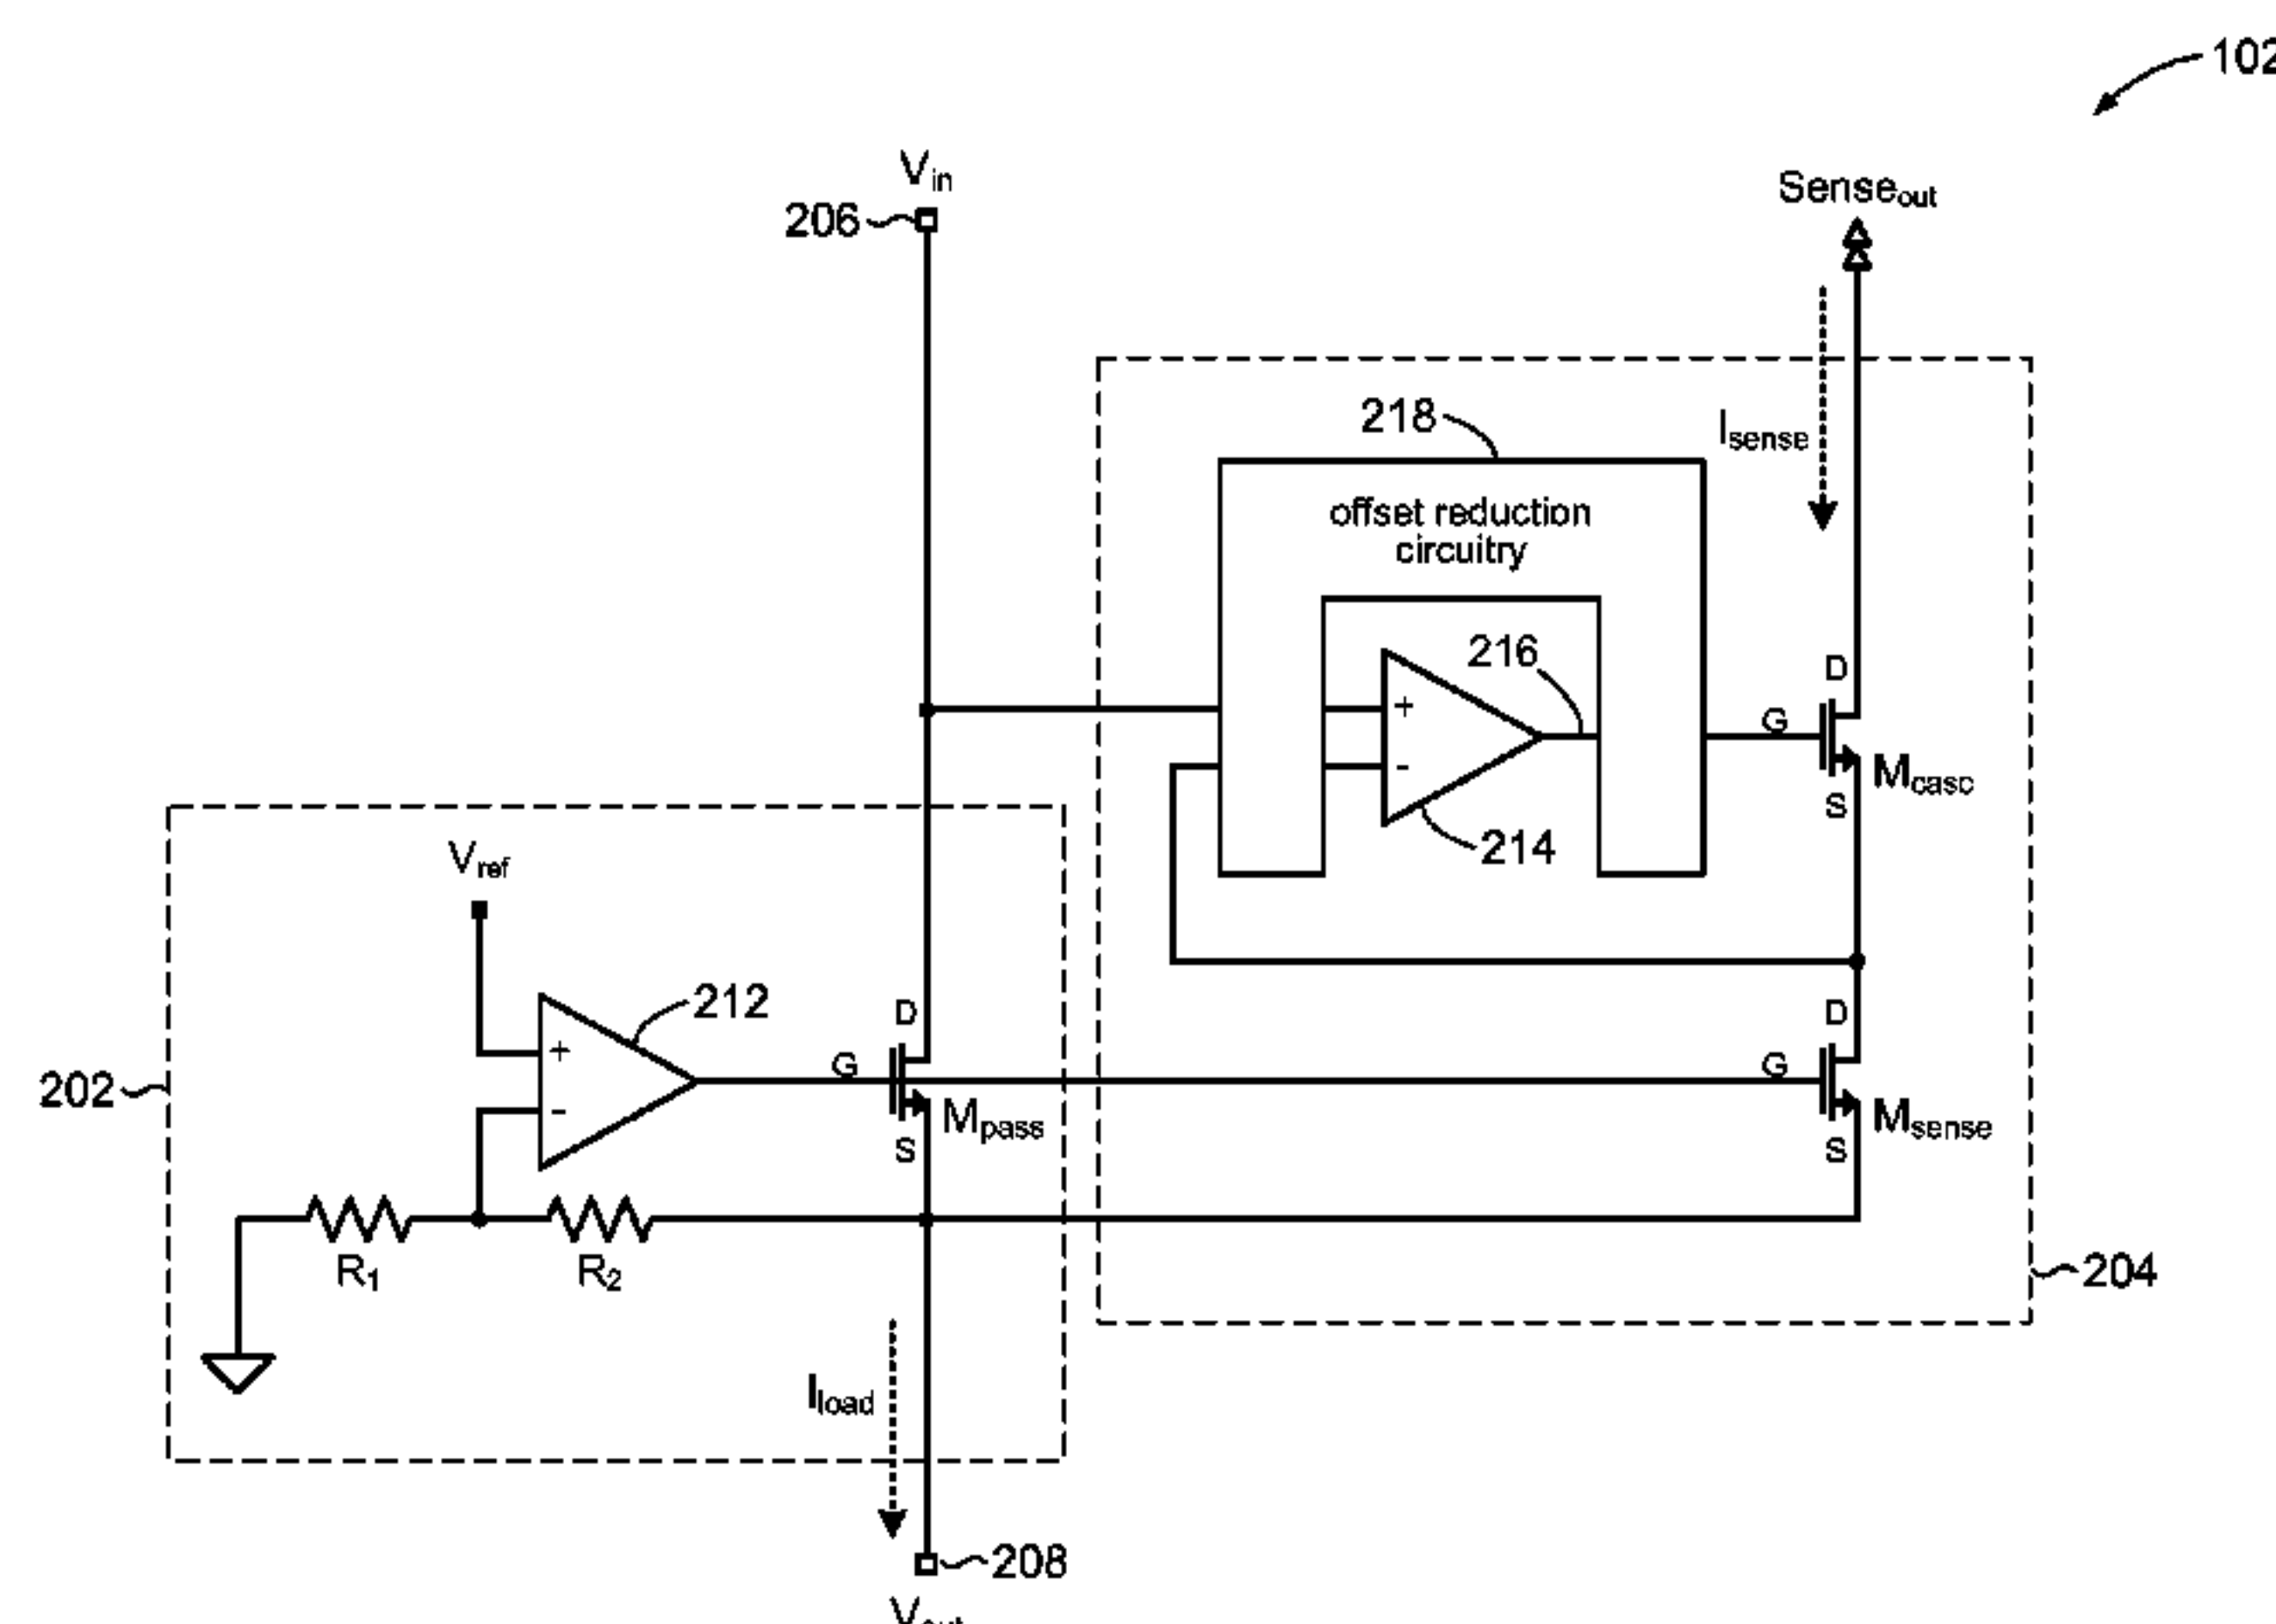 102
Vin
206
Senseout
218
Isense
offset reduction
circuitry
216
D
+
G
-
Mcasc
S
214
Vref
212
D
D
+
G
G
202
-
Mpass
Msense
S
S
R1
R2
204
Iload
208